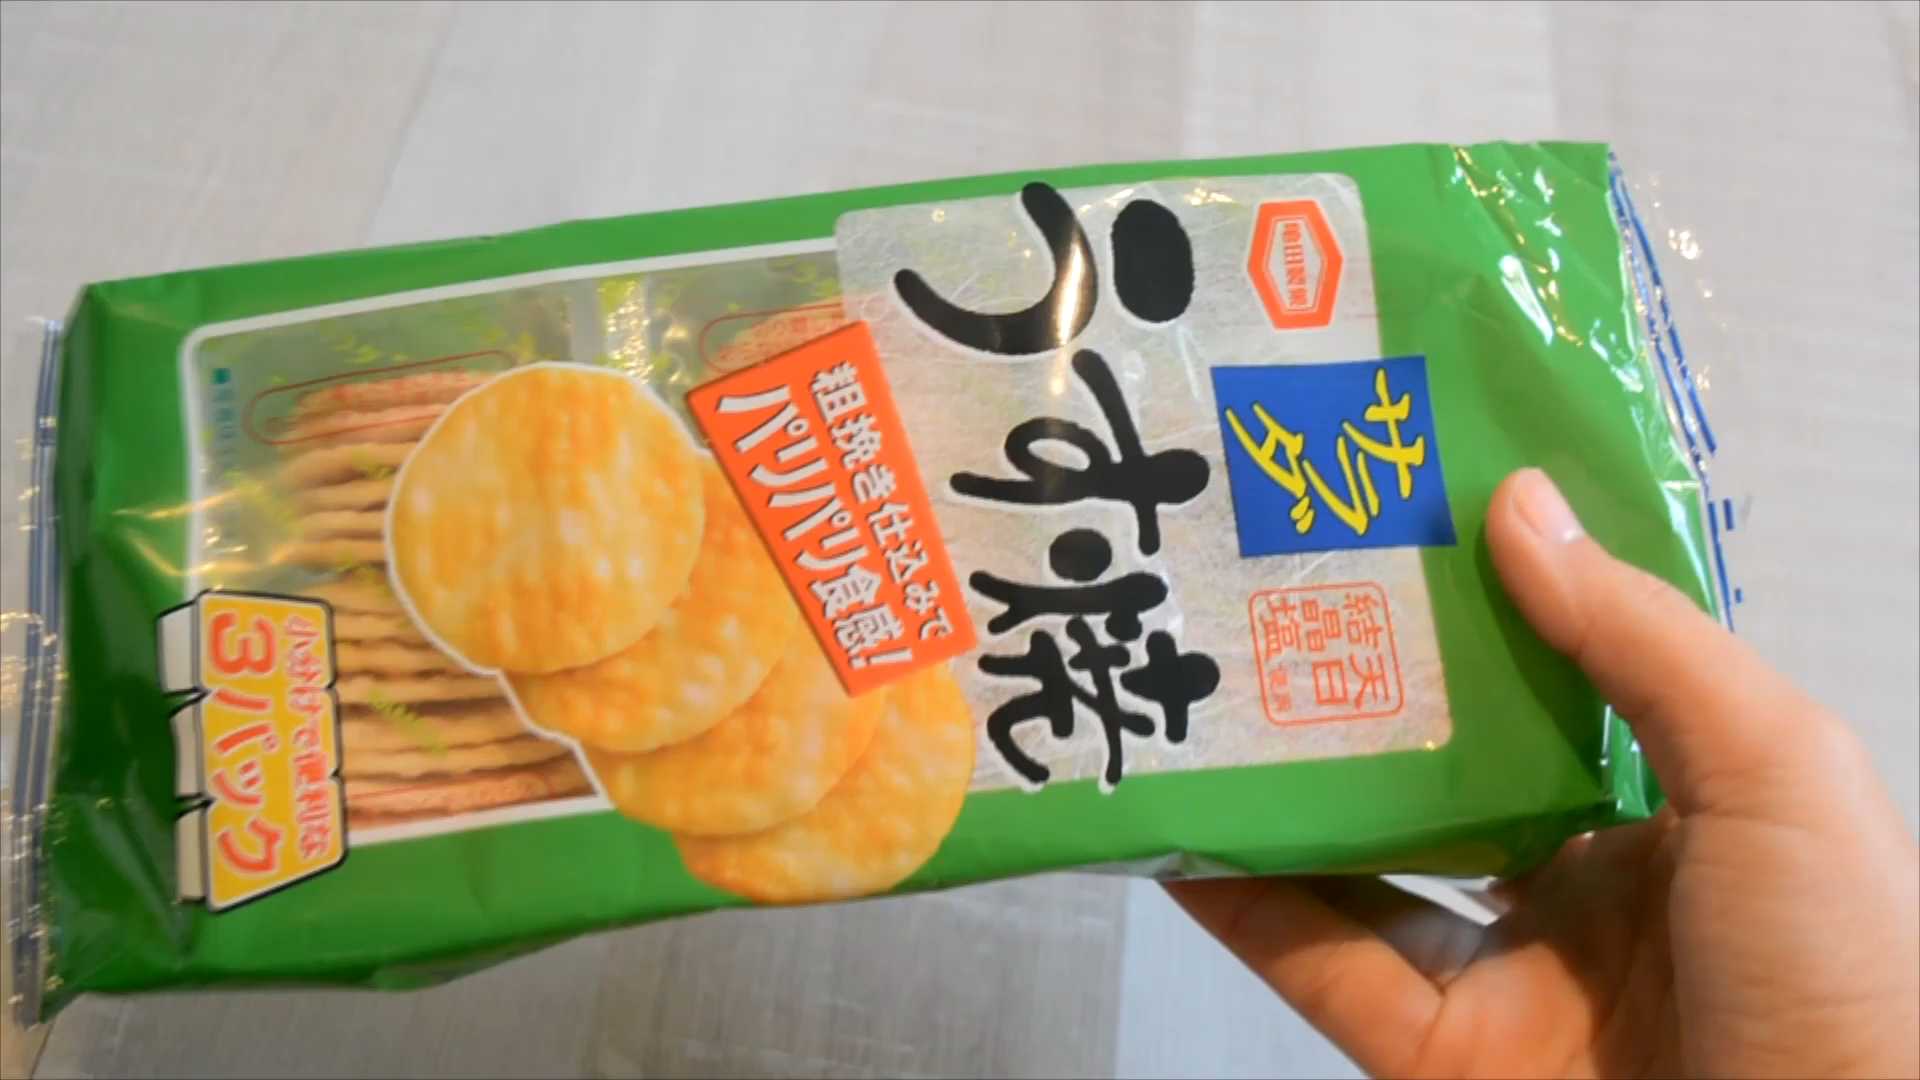 亀田製菓
サラダ
うす焼
天日
結晶塩
使用
粗挽き仕込みで
パリパリ食感!
小分けで便利な
3パック